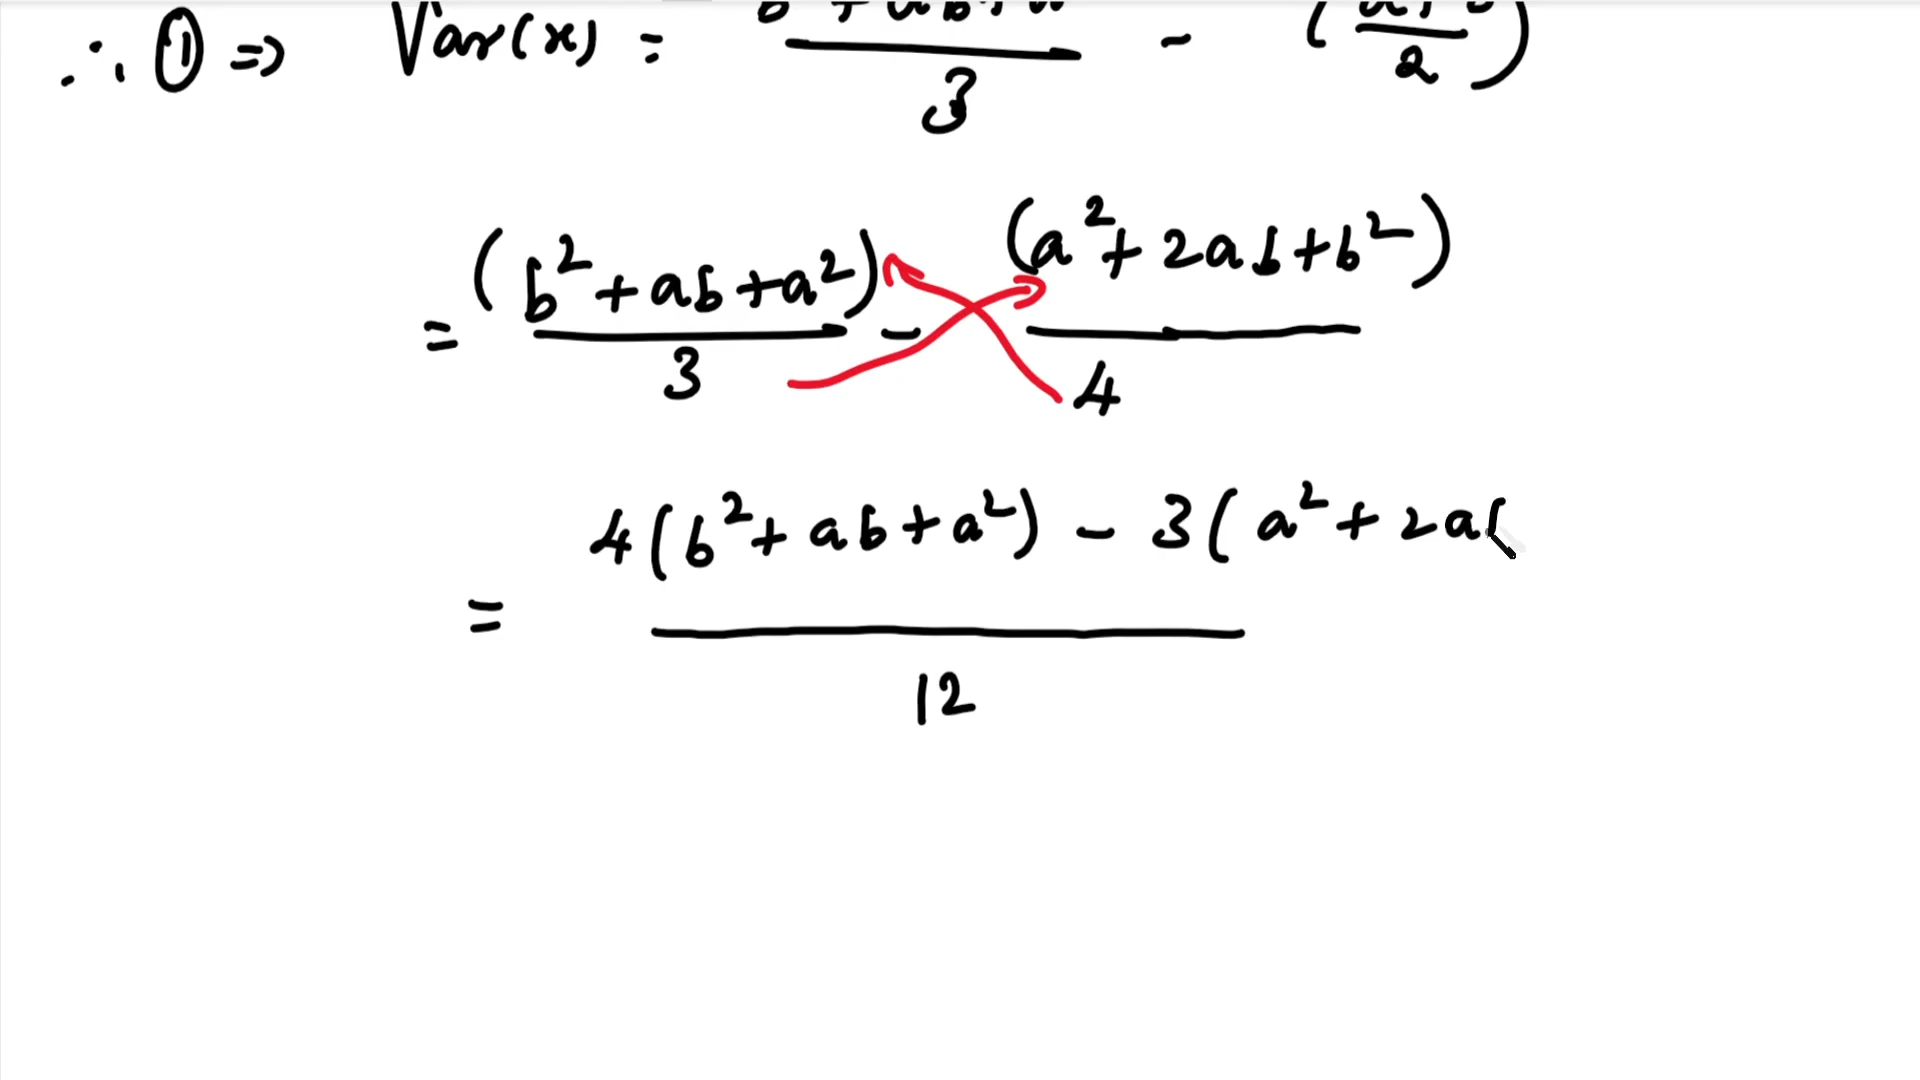 ∴ ① ⇒ Var(x) = /3 - ( /2)
= (b²+ab+a²)/3 - (a²+2ab+b²)/4
= 4(b²+ab+a²) - 3(a²+2a
12